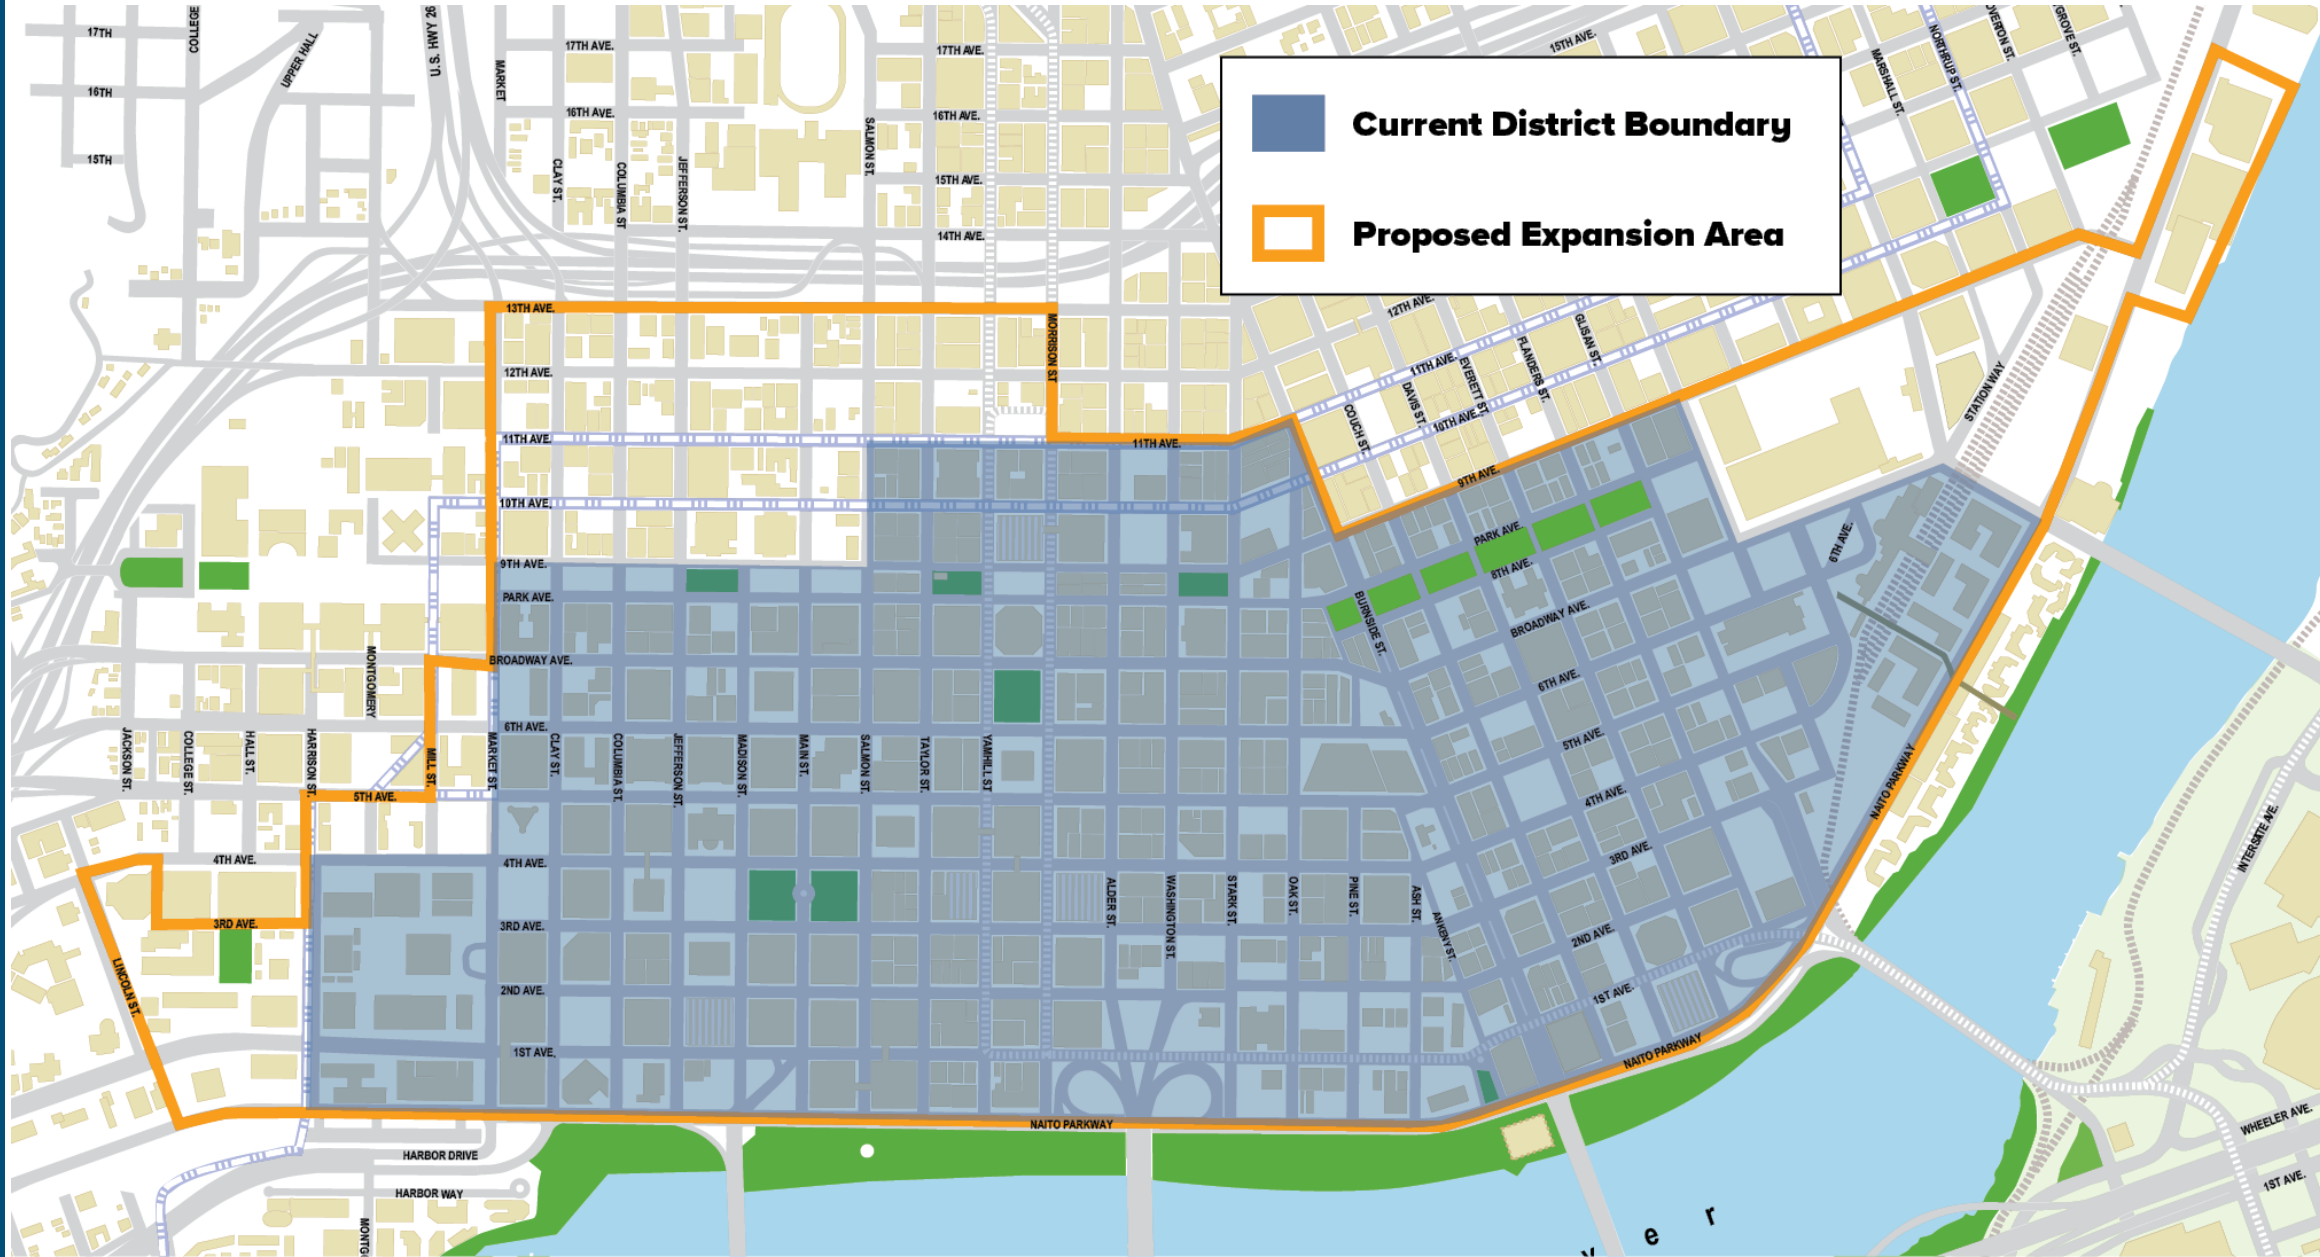 17TH
COLLEGE
UPPER HALL
U.S. HWY 26
MARKET
17TH AVE.
17TH AVE.
15TH AVE.
MARSHALL ST.
NORTHRUP ST.
OVERTON ST.
16TH
16TH AVE.
16TH AVE.
Current District Boundary
Proposed Expansion Area
15TH
CLAY ST.
COLUMBIA ST
JEFFERSON ST.
SALMON ST.
15TH AVE.
14TH AVE.
13TH AVE.
MORRISON ST
12TH AVE.
GLISAN ST.
FLANDERS ST.
12TH AVE.
11TH AVE.
EVERETT ST.
DAVIS ST.
COUCH ST.
10TH AVE.
STATION WAY
11TH AVE.
11TH AVE.
10TH AVE.
9TH AVE.
9TH AVE.
PARK AVE.
8TH AVE.
6TH AVE.
PARK AVE.
BURNSIDE ST.
BROADWAY AVE.
BROADWAY AVE.
MONTGOMERY
6TH AVE.
6TH AVE.
5TH AVE.
JACKSON ST.
COLLEGE ST.
HALL ST.
HARRISON ST.
MILL ST.
MARKET ST.
CLAY ST.
COLUMBIA ST.
JEFFERSON ST.
MADISON ST.
MAIN ST.
SALMON ST.
TAYLOR ST.
YAMHILL ST
NAITO PARKWAY
5TH AVE.
4TH AVE.
INTERSATE AVE.
4TH AVE.
4TH AVE.
3RD AVE.
ALDER ST.
WASHINGTON ST.
STARK ST.
OAK ST.
PINE ST.
ASH ST.
ANKENY ST.
3RD AVE.
3RD AVE.
2ND AVE.
LINCOLN ST.
2ND AVE.
1ST AVE.
1ST AVE.
NAITO PARKWAY
NAITO PARKWAY
WHEELER AVE.
HARBOR DRIVE
HARBOR WAY
1ST AVE.
MONTG
v e r